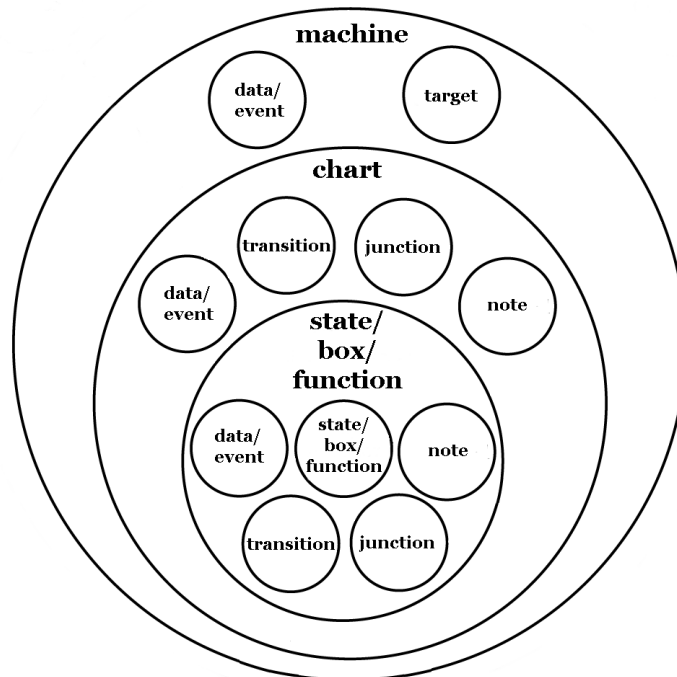 machine
data/
event
target
chart
transition
junction
data/
event
note
state/
box/
function
data/
event
state/
box/
function
note
transition
junction